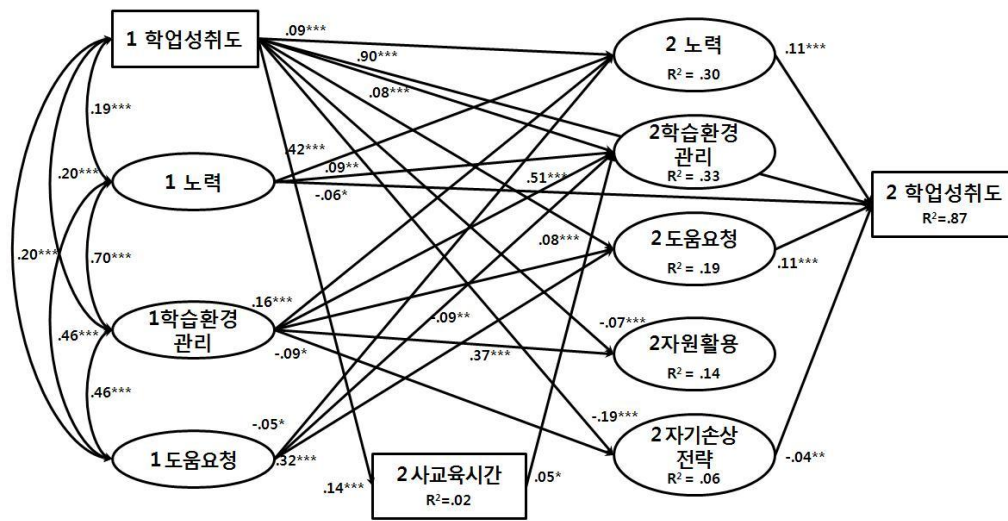 1 학업성취도
.09***
2 노력
R² = .30
.11***
.90***
.08***
.19***
2학습환경
관리
R² = .33
.42***
.09**
.51***
.20***
1 노력
-.06*
2 학업성취도
R²=.87
.08***
2 도움요청
R² = .19
.11***
.20***
.70***
.16***
1학습환경
관리
-.09**
-.07***
.46***
-.09*
.37***
2자원활용
R² = .14
.46***
-.05*
-.19***
2 자기손상
전략
R² = .06
-.04**
1 도움요청
.32***
.14***
2 사교육시간
R²=.02
.05*